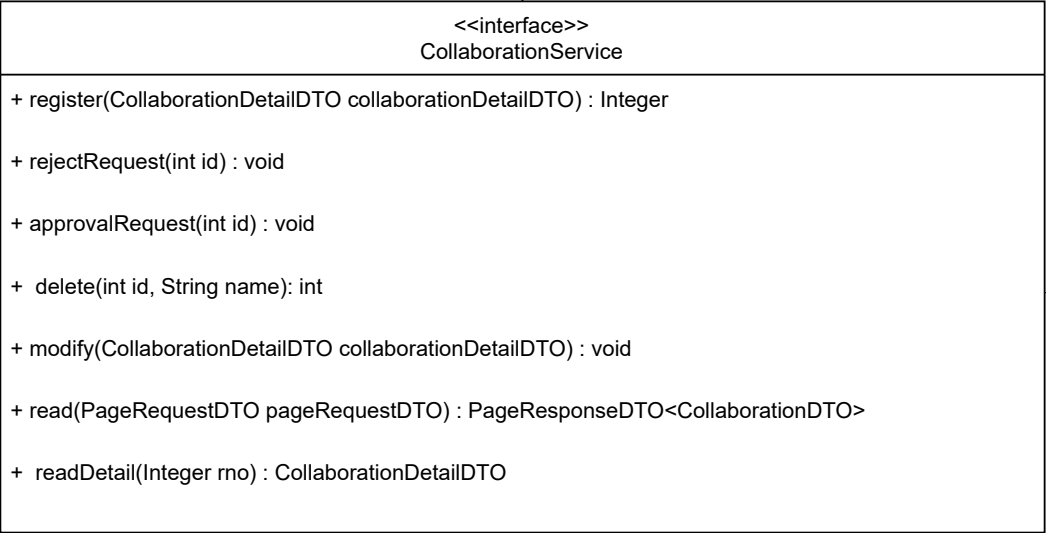 <<interface>>
CollaborationService
+ register(CollaborationDetailDTO collaborationDetailDTO) : Integer
+ rejectRequest(int id) : void
+ approvalRequest(int id) : void
+  delete(int id, String name): int
+ modify(CollaborationDetailDTO collaborationDetailDTO) : void
+ read(PageRequestDTO pageRequestDTO) : PageResponseDTO<CollaborationDTO>
+  readDetail(Integer rno) : CollaborationDetailDTO